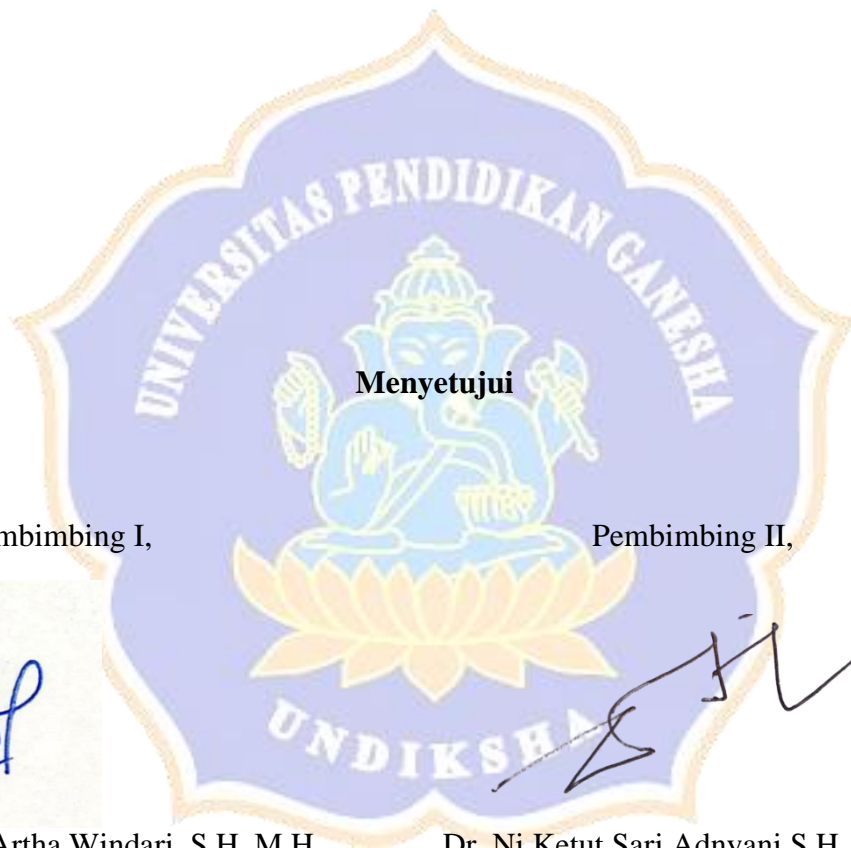 UNIVERSITAS PENDIDIKAN GANESHA
Menyetujui
mbimbing I,
Pembimbing II,
UNDIKSHA
Artha Windari, S.H.,M.H.
Dr. Ni Ketut Sari Adnyani S.H.